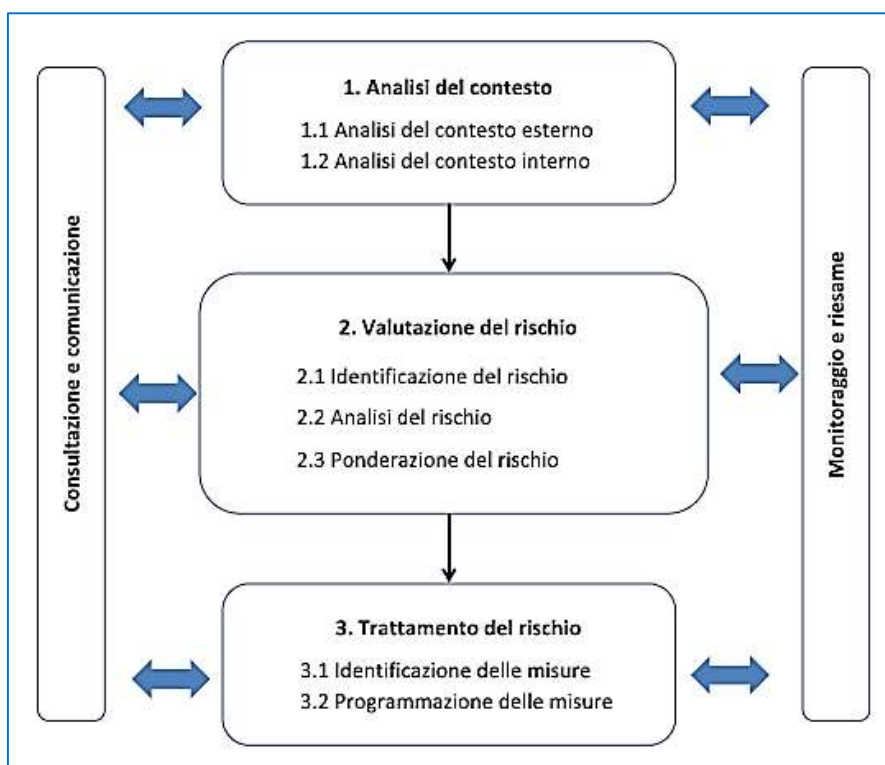 Consultazione e comunicazione
1. Analisi del contesto
1.1 Analisi del contesto esterno
1.2 Analisi del contesto interno
2. Valutazione del rischio
2.1 Identificazione del rischio
2.2 Analisi del rischio
2.3 Ponderazione del rischio
3. Trattamento del rischio
3.1 Identificazione delle misure
3.2 Programmazione delle misure
Monitoraggio e riesame